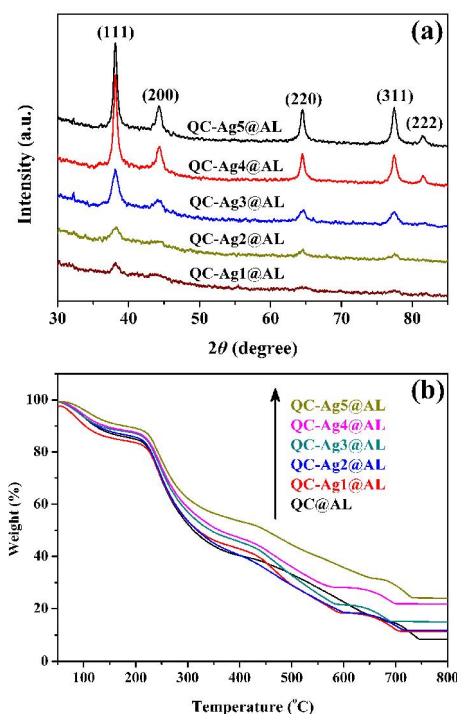 (a)
(111)
(200)
(220)
(311)
(222)
QC-Ag5@AL
QC-Ag4@AL
QC-Ag3@AL
QC-Ag2@AL
QC-Ag1@AL
Intensity (a.u.)
30 40 50 60 70 80
2θ (degree)
(b)
100
80
60
40
20
0
Weight (%)
QC-Ag5@AL
QC-Ag4@AL
QC-Ag3@AL
QC-Ag2@AL
QC-Ag1@AL
QC@AL
100 200 300 400 500 600 700 800
Temperature (°C)